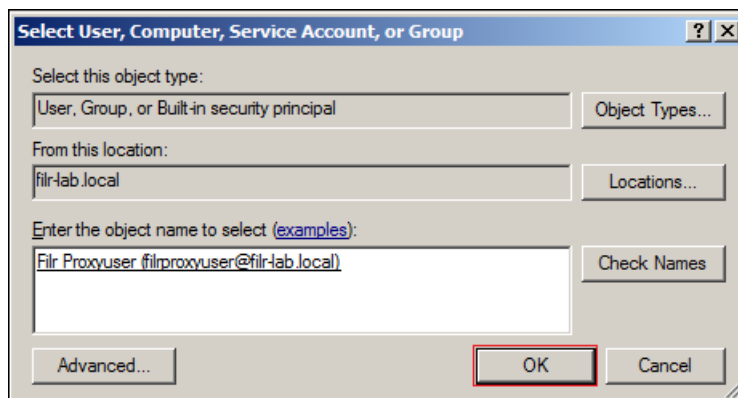 Select User, Computer, Service Account, or Group
Select this object type:
User, Group, or Built-in security principal
Object Types...
From this location:
filr-lab.local
Locations...
Enter the object name to select (examples):
Filr Proxyuser (filrproxyuser@filr-lab.local)
Check Names
Advanced...
OK
Cancel